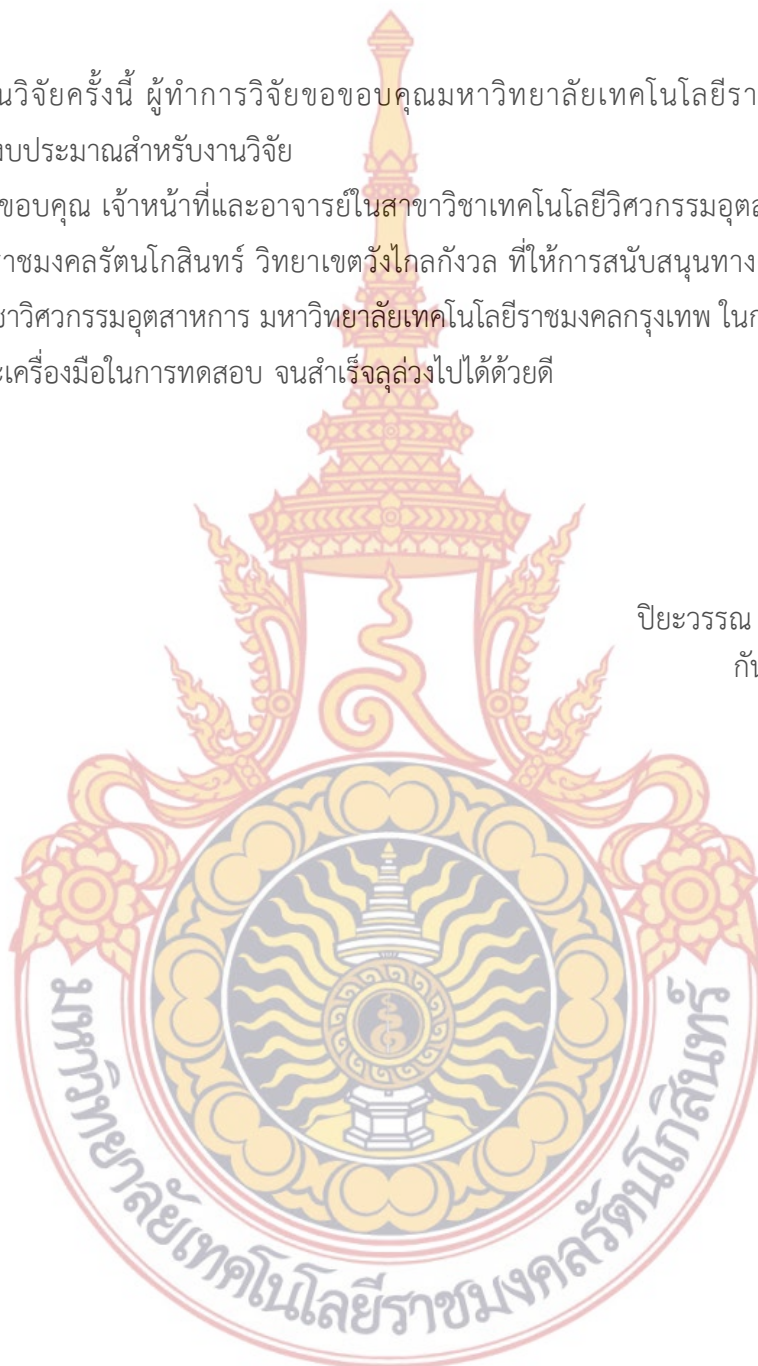 นวิจัยครั้งนี้ ผู้ทำการวิจัยขอขอบคุณมหาวิทยาลัยเทคโนโลยีรา
งบประมาณสำหรับงานวิจัย
ขอบคุณ เจ้าหน้าที่และอาจารย์ในสาขาวิชาเทคโนโลยีวิศวกรรมอุตส
ราชมงคลรัตนโกสินทร์ วิทยาเขตวังไกลกังวล ที่ให้การสนับสนุนทาง
ชาวิศวกรรมอุตสาหการ มหาวิทยาลัยเทคโนโลยีราชมงคลกรุงเทพ ในก
ะเครื่องมือในการทดสอบ จนสำเร็จลุล่วงไปได้ด้วยดี
ปิยะวรรณ
กัน
มหาวิทยาลัยเทคโนโลยีราชมงคลรัตนโกสินทร์